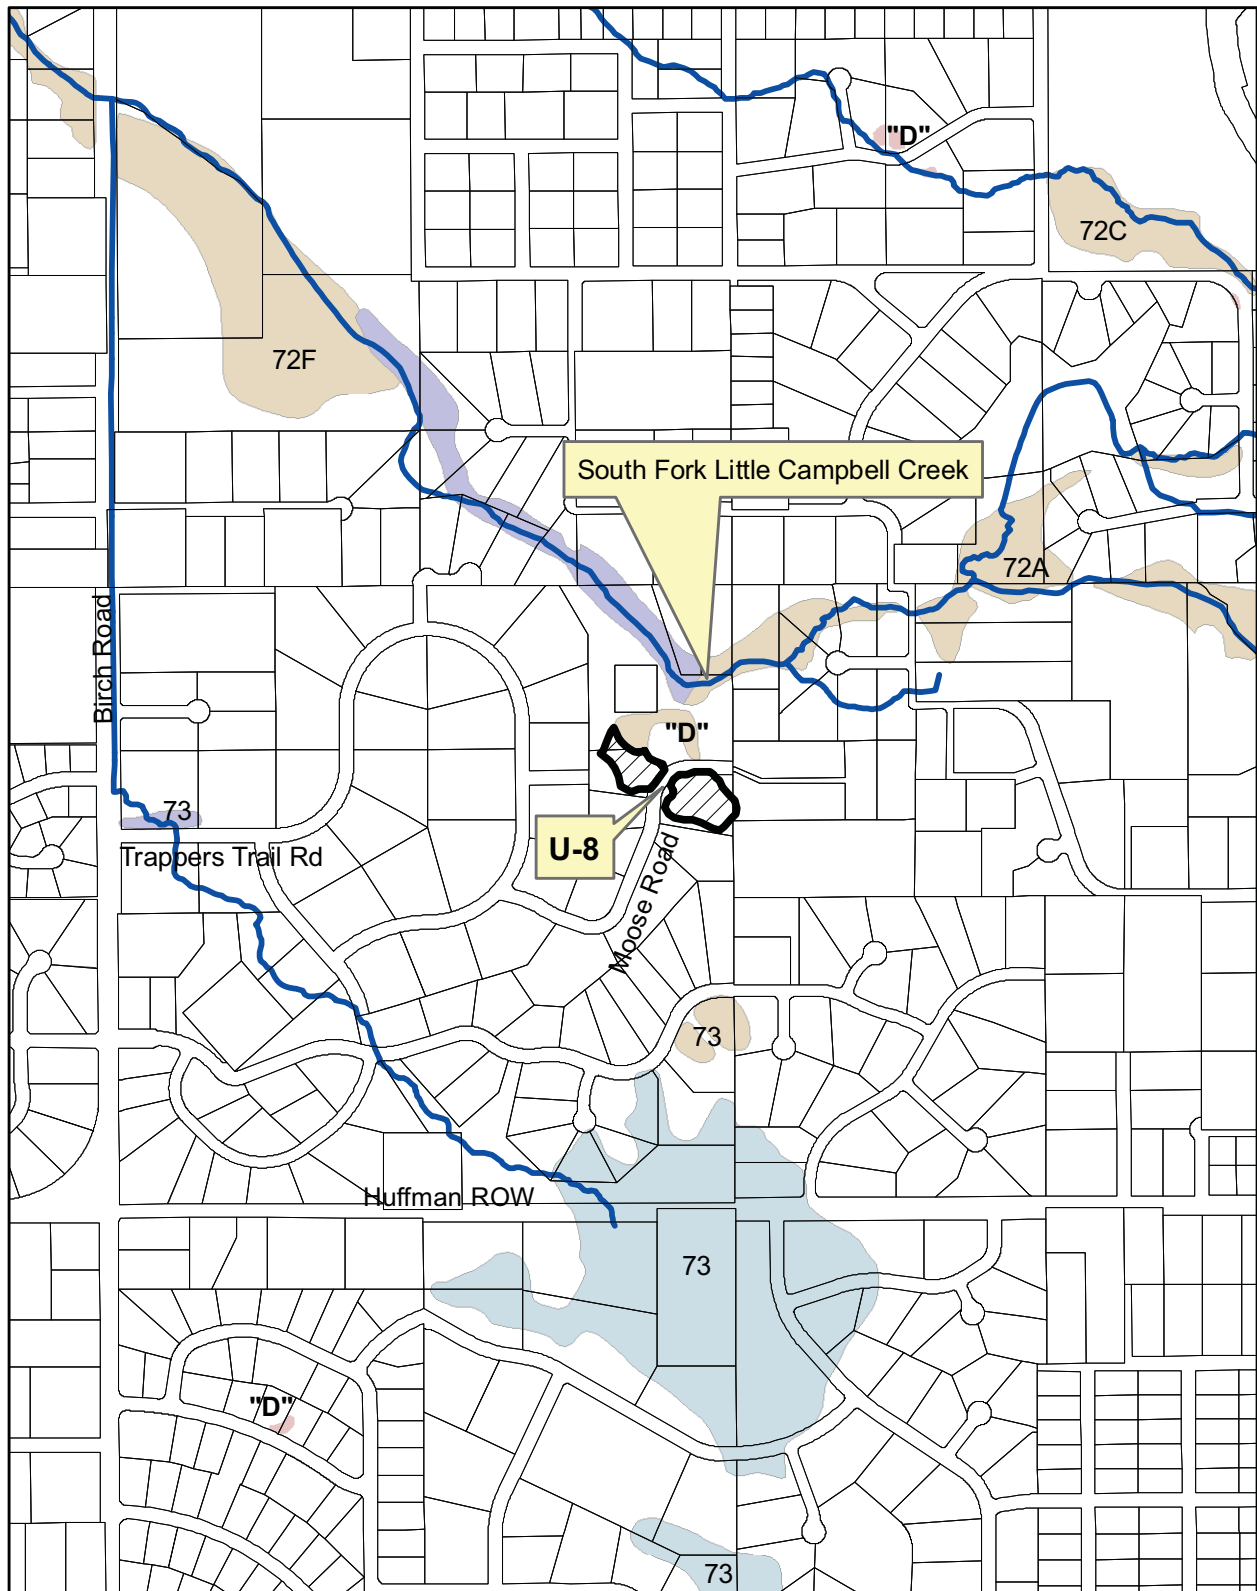 "D"
72C
72F
South Fork Little Campbell Creek
72A
Birch Road
"D"
73
U-8
Trappers Trail Rd
Moose Road
73
Huffman ROW
73
"D"
73